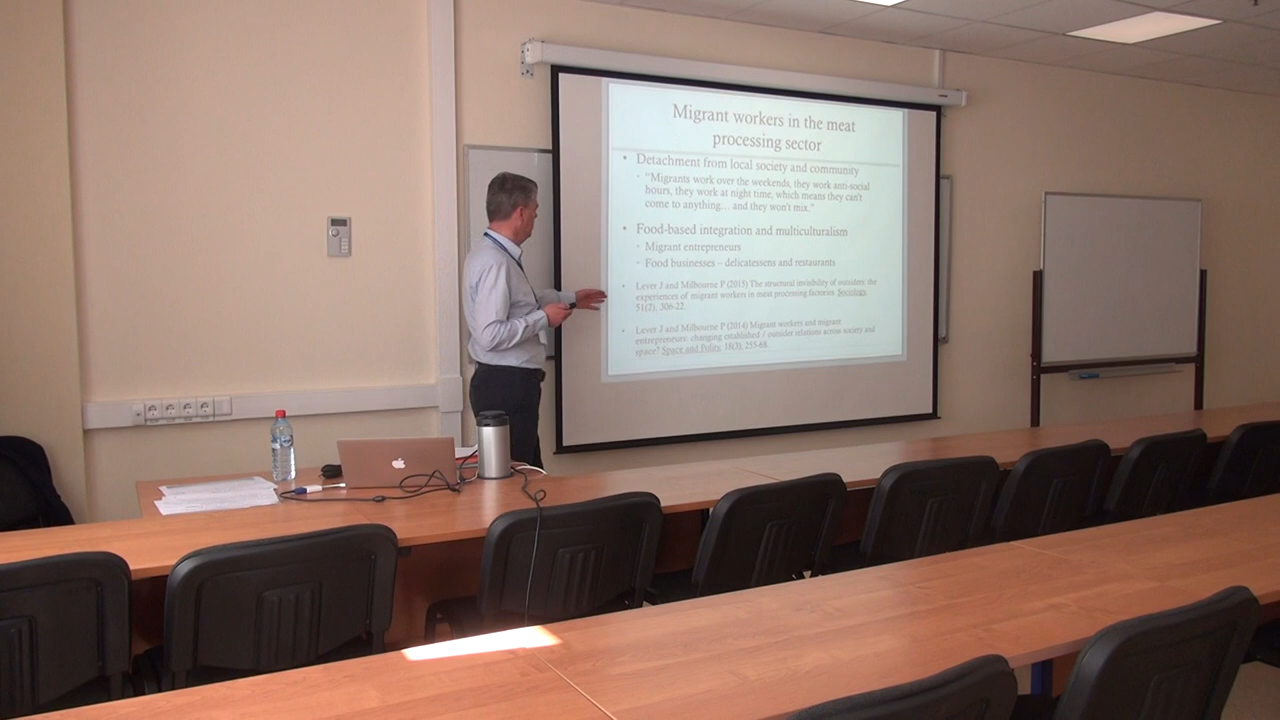 Migrant workers in the meat
processing sector
• Detachment from local society and community
• "Migrants work over the weekends, they work anti-social
hours, they work at night time, which means they can't
come to anything… and they won't mix."
• Food-based integration and multiculturalism
• Migrant entrepreneurs
• Food businesses – delicatessens and restaurants
• Lever J and Milbourne P (2015) The structural invisibility of outsiders: the
experiences of migrant workers in meat processing factories. Sociology,
51(2), 306-22.
• Lever J and Milbourne P (2014) Migrant workers and migrant
entrepreneurs: changing established / outsider relations across society and
space? Space and Polity, 18(3), 255-68.